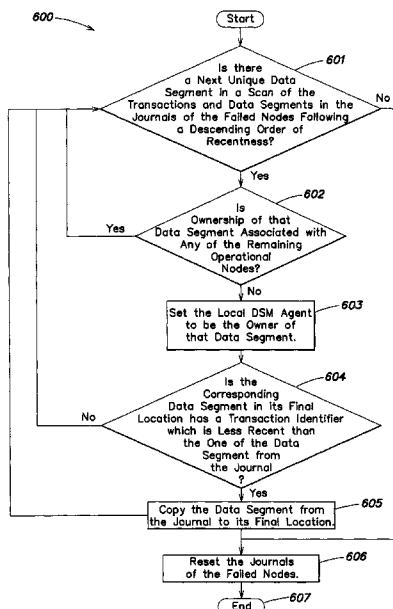 600
Start
601
Is there
a Next Unique Data
Segment in a Scan of the
Transactions and Data Segments in the
Journals of the Failed Nodes Following
a Descending Order of
Recentness?
No
Yes
602
Is
Ownership of that
Data Segment Associated with
Any of the Remaining
Operational
Nodes?
Yes
No
603
Set the Local DSM Agent
to be the Owner of
that Data Segment.
604
Is the
Corresponding
Data Segment in its Final
Location has a Transaction Identifier
which is Less Recent than
the One of the Data
Segment from
the Journal
?
No
Yes
605
Copy the Data Segment from
the Journal to its Final Location.
606
Reset the Journals
of the Failed Nodes.
607
End